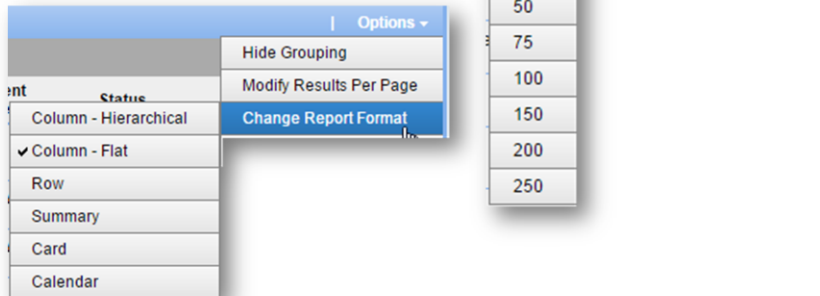 | Options
Hide Grouping
Modify Results Per Page
Change Report Format
Status
Column - Hierarchical
Column - Flat
Row
Summary
Card
Calendar
50
75
100
150
200
250